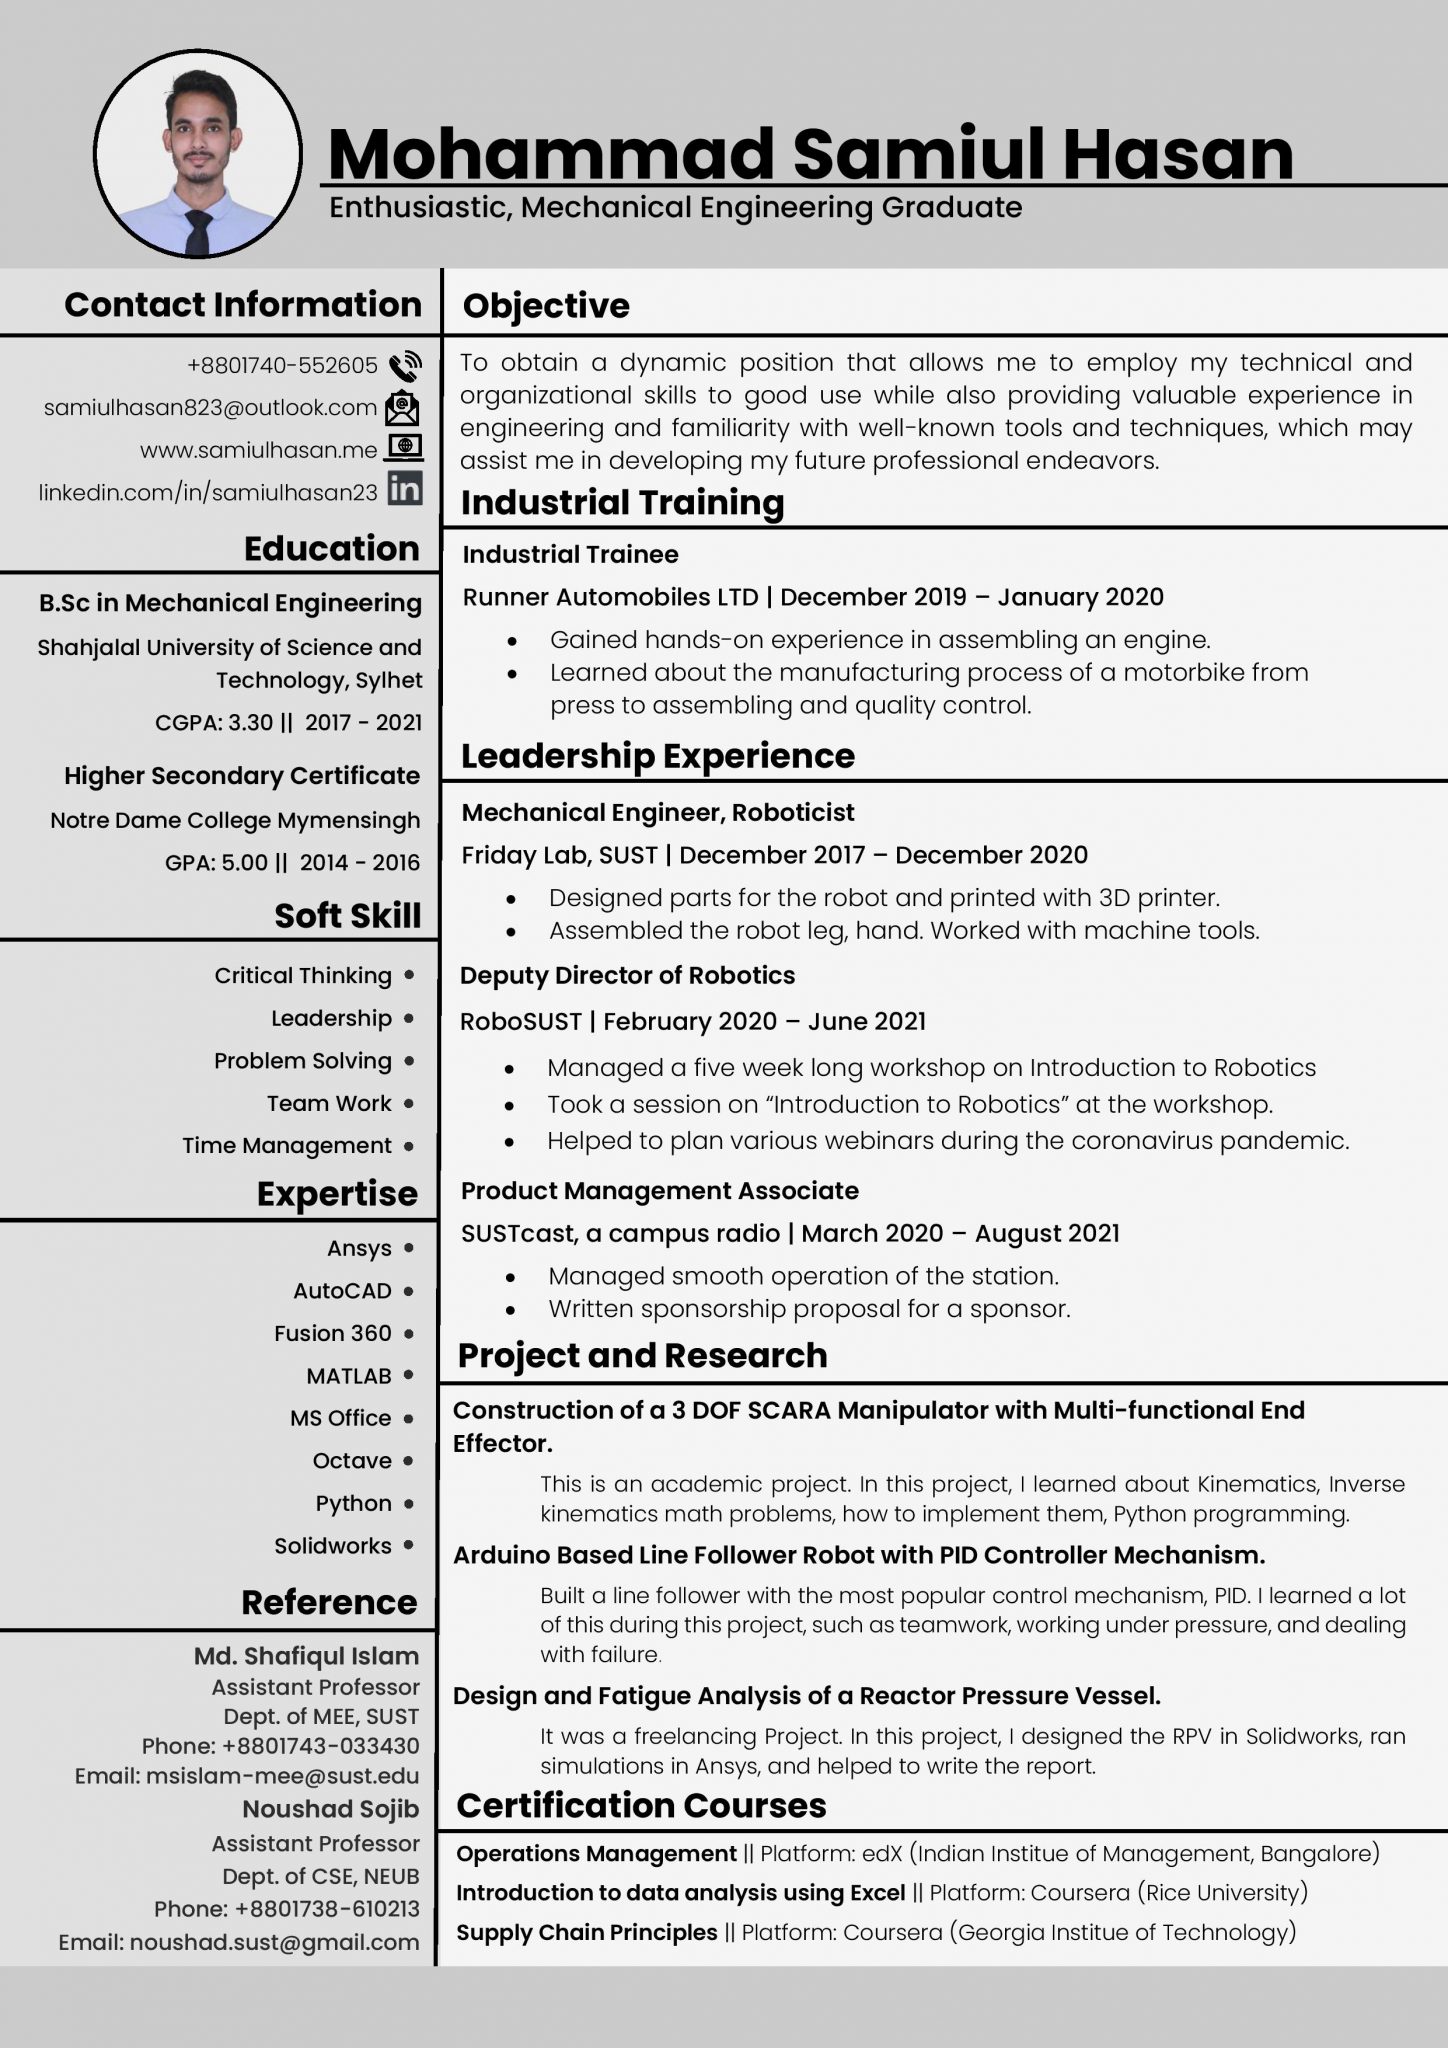 Mohammad Samiul Hasan
Enthusiastic, Mechanical Engineering Graduate
Contact Information
+8801740-552605
samiulhasan823@outlook.com
www.samiulhasan.me
linkedin.com/in/samiulhasan23
Education
B.Sc in Mechanical Engineering
Shahjalal University of Science and
Technology, Sylhet
CGPA: 3.30 || 2017 - 2021
Higher Secondary Certificate
Notre Dame College Mymensingh
GPA: 5.00 || 2014 - 2016
Soft Skill
Critical Thinking •
Leadership •
Problem Solving •
Team Work •
Time Management •
Expertise
Ansys •
AutoCAD •
Fusion 360 •
MATLAB •
MS Office •
Octave •
Python •
Solidworks •
Reference
Md. Shafiqul Islam
Assistant Professor
Dept. of MEE, SUST
Phone: +8801743-033430
Email: msislam-mee@sust.edu
Noushad Sojib
Assistant Professor
Dept. of CSE, NEUB
Phone: +8801738-610213
Email: noushad.sust@gmail.com
Objective
To obtain a dynamic position that allows me to employ my technical and
organizational skills to good use while also providing valuable experience in
engineering and familiarity with well-known tools and techniques, which may
assist me in developing my future professional endeavors.
Industrial Training
Industrial Trainee
Runner Automobiles LTD | December 2019 – January 2020
• Gained hands-on experience in assembling an engine.
• Learned about the manufacturing process of a motorbike from
press to assembling and quality control.
Leadership Experience
Mechanical Engineer, Roboticist
Friday Lab, SUST | December 2017 – December 2020
• Designed parts for the robot and printed with 3D printer.
• Assembled the robot leg, hand. Worked with machine tools.
Deputy Director of Robotics
RoboSUST | February 2020 – June 2021
• Managed a five week long workshop on Introduction to Robotics
• Took a session on “Introduction to Robotics” at the workshop.
• Helped to plan various webinars during the coronavirus pandemic.
Product Management Associate
SUSTcast, a campus radio | March 2020 – August 2021
• Managed smooth operation of the station.
• Written sponsorship proposal for a sponsor.
Project and Research
Construction of a 3 DOF SCARA Manipulator with Multi-functional End
Effector.
This is an academic project. In this project, I learned about Kinematics, Inverse
kinematics math problems, how to implement them, Python programming.
Arduino Based Line Follower Robot with PID Controller Mechanism.
Built a line follower with the most popular control mechanism, PID. I learned a lot
of this during this project, such as teamwork, working under pressure, and dealing
with failure.
Design and Fatigue Analysis of a Reactor Pressure Vessel.
It was a freelancing Project. In this project, I designed the RPV in Solidworks, ran
simulations in Ansys, and helped to write the report.
Certification Courses
Operations Management || Platform: edX (Indian Institue of Management, Bangalore)
Introduction to data analysis using Excel || Platform: Coursera (Rice University)
Supply Chain Principles || Platform: Coursera (Georgia Institue of Technology)